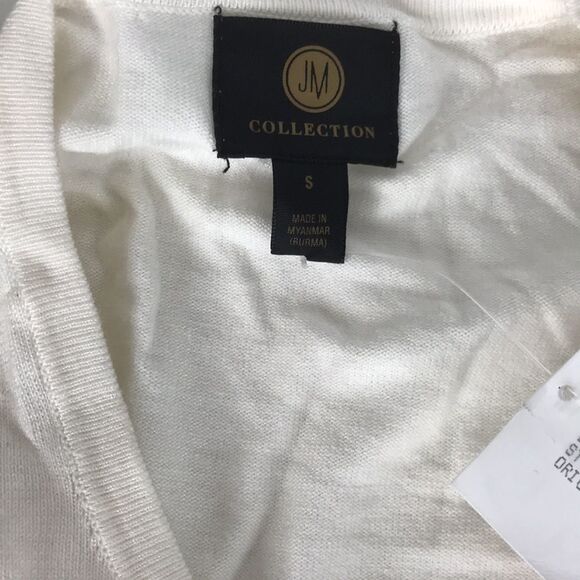 JM
COLLECTION
S
MADE IN
MYANMAR
(BURMA)